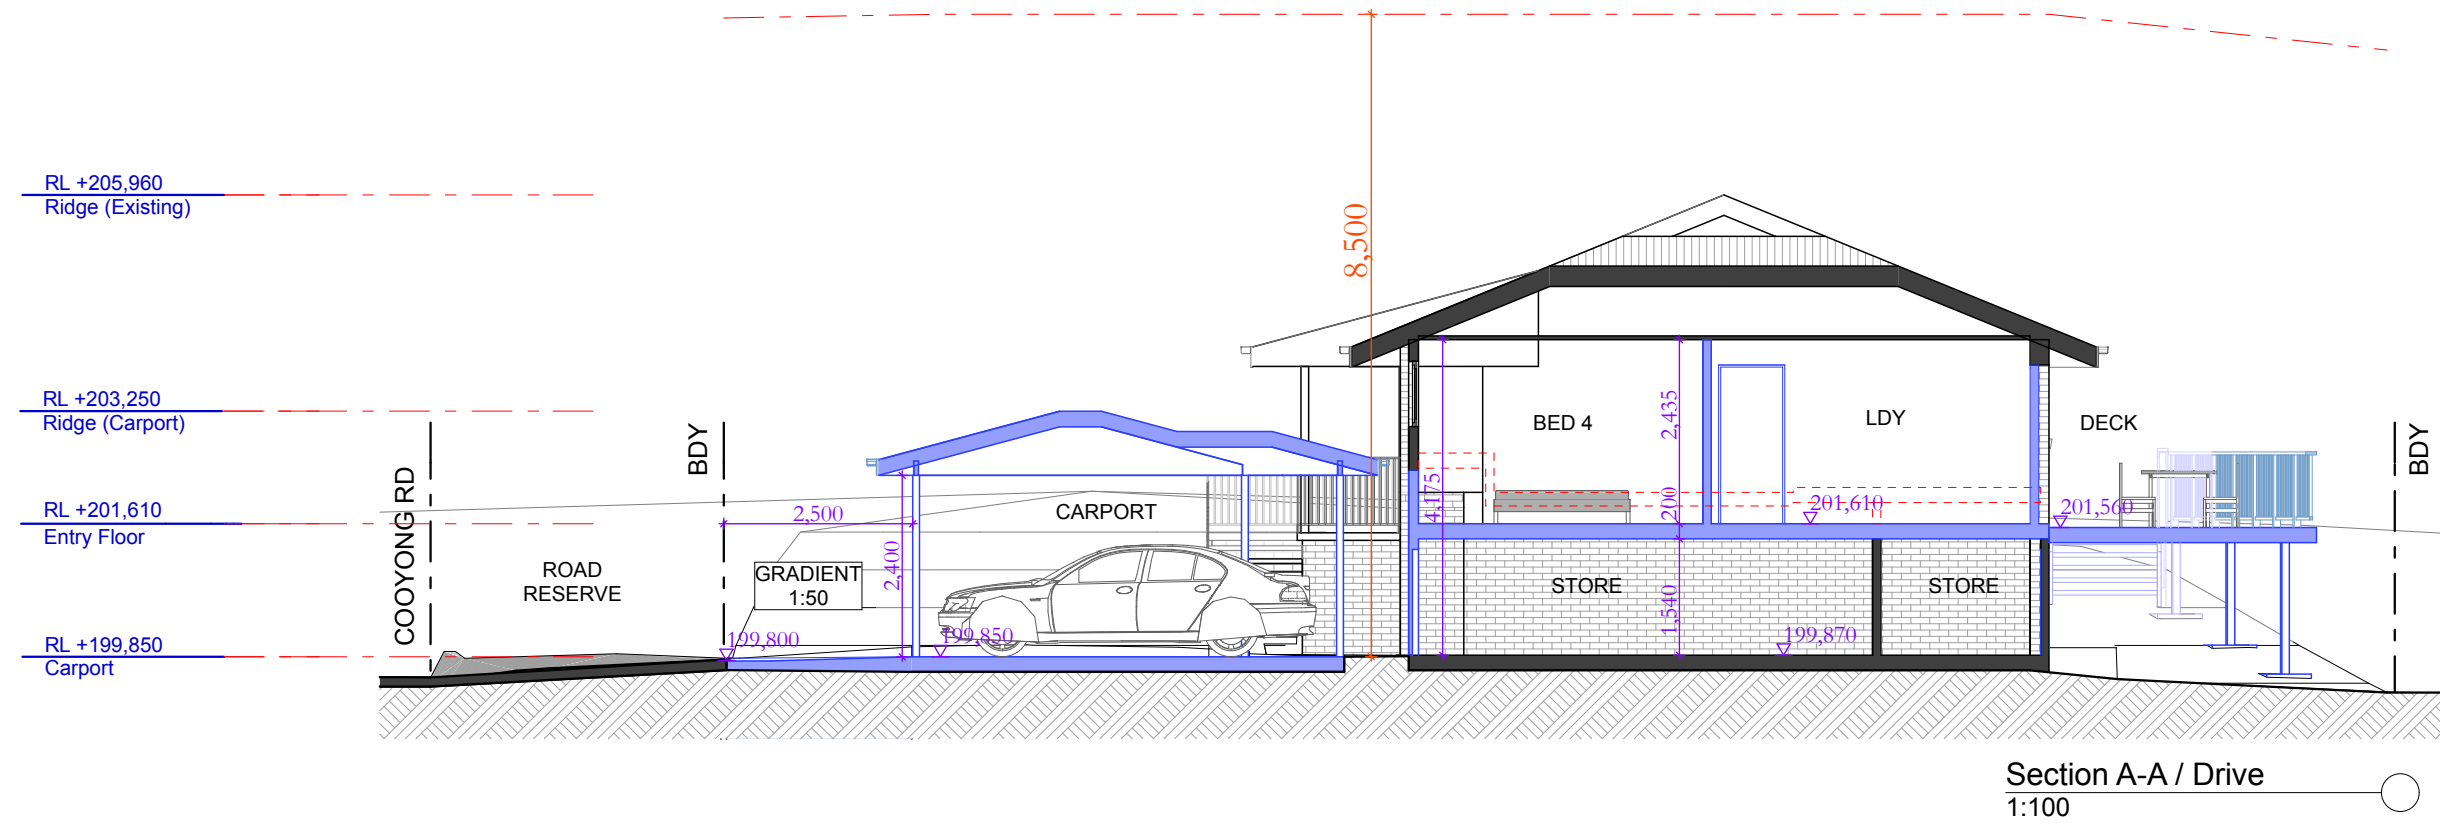 RL +205,960
Ridge (Existing)
8,500
RL +203,250
Ridge (Carport)
RL +201,610
Entry Floor
RL +199,850
Carport
COOYONG RD
ROAD
RESERVE
BDY
2,500
GRADIENT
1:50
2,400
199,800
199,850
CARPORT
4,175
BED 4
2,435
LDY
DECK
BDY
200
201,610
201,560
STORE
1,540
STORE
199,870
Section A-A / Drive
1:100